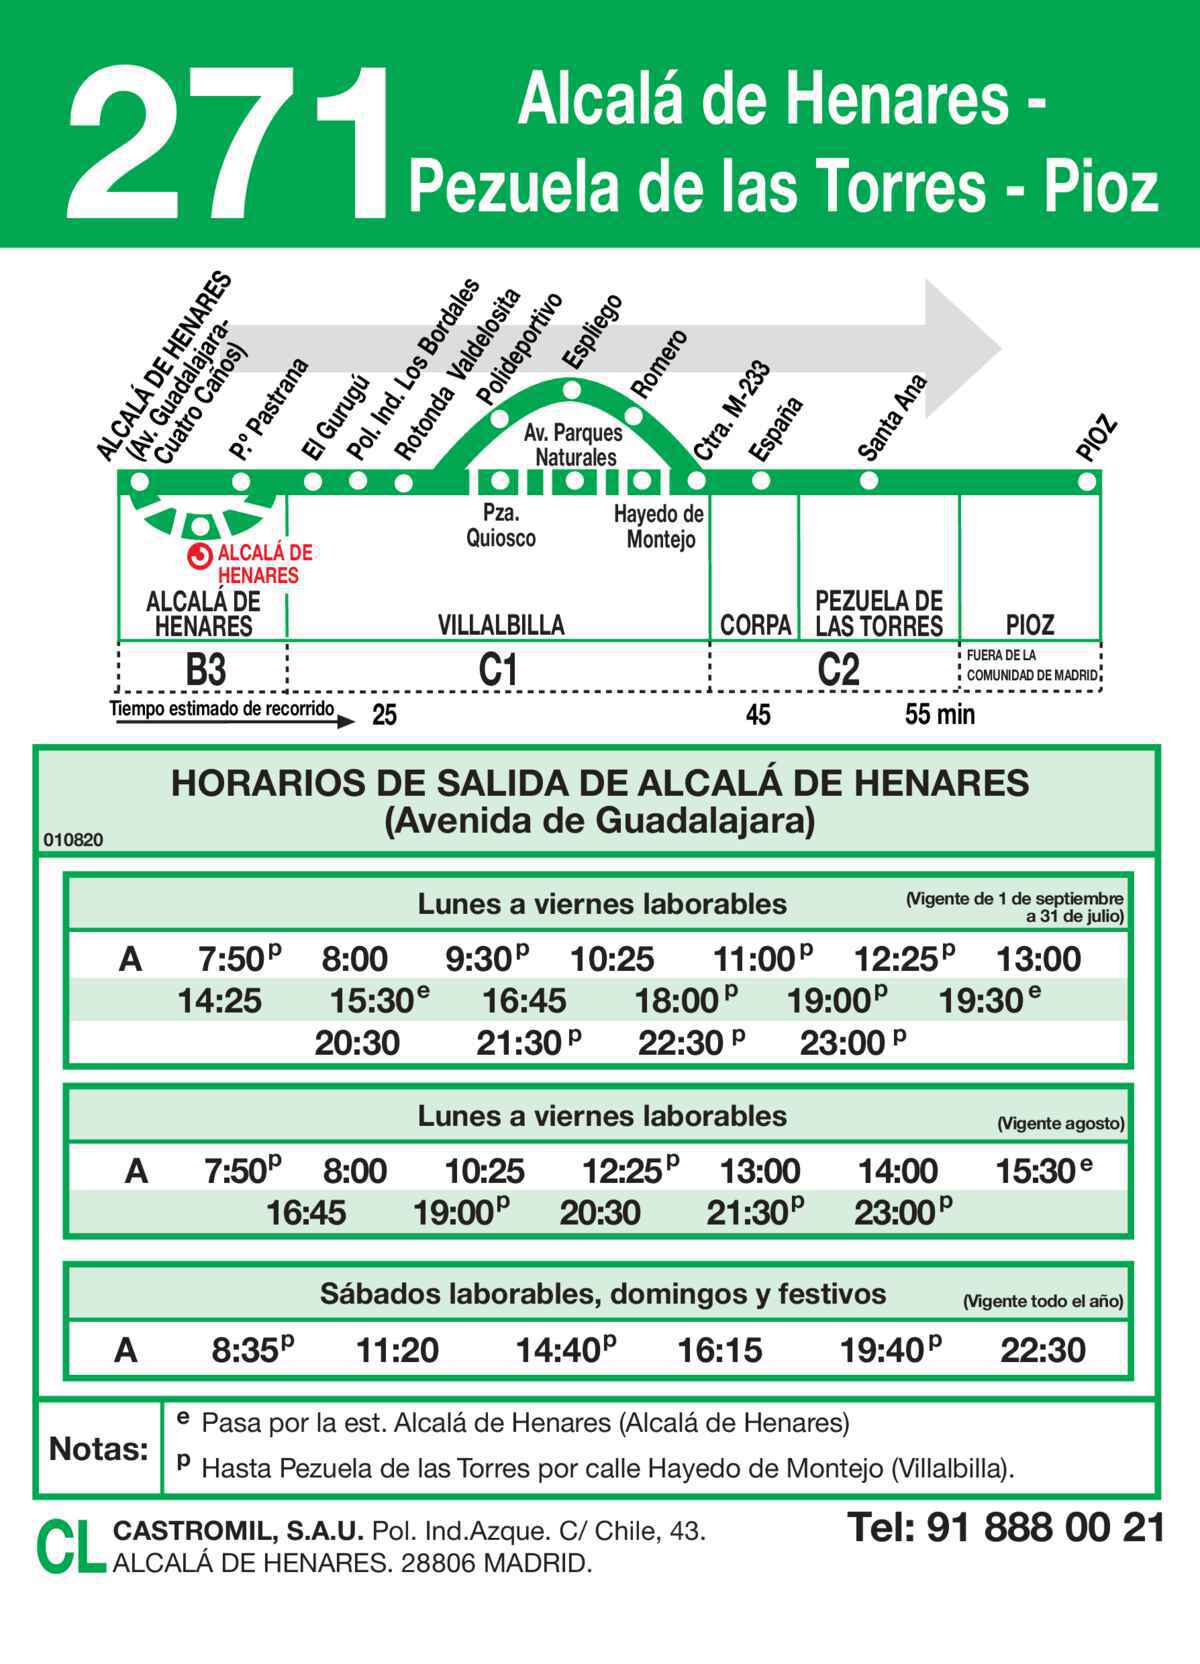 271
Alcalá de Henares -
Pezuela de las Torres - Pioz
ALCALÁ DE HENARES
(Av. Guadalajara-
Cuatro Caños)
P.º Pastrana
El Gurugú
Pol. Ind. Los Bordales
Rotonda Valdelosita
Polideportivo
Espliego
Romero
Ctra. M-233
España
Santa Ana
PIOZ
Av. Parques
Naturales
Pza.
Quiosco
Hayedo de
Montejo
ALCALÁ DE
HENARES
ALCALÁ DE
HENARES
VILLALBILLA
CORPA
PEZUELA DE
LAS TORRES
PIOZ
B3
C1
C2
FUERA DE LA
COMUNIDAD DE MADRID
Tiempo estimado de recorrido
25
45
55 min
HORARIOS DE SALIDA DE ALCALÁ DE HENARES
(Avenida de Guadalajara)
010820
Lunes a viernes laborables
(Vigente de 1 de septiembre
a 31 de julio)
A 7:50 p 8:00 9:30 p 10:25 11:00 p 12:25 p 13:00
14:25 15:30 e 16:45 18:00 p 19:00 p 19:30 e
20:30 21:30 p 22:30 p 23:00 p
Lunes a viernes laborables
(Vigente agosto)
A 7:50 p 8:00 10:25 12:25 p 13:00 14:00 15:30 e
16:45 19:00 p 20:30 21:30 p 23:00 p
Sábados laborables, domingos y festivos
(Vigente todo el año)
A 8:35 p 11:20 14:40 p 16:15 19:40 p 22:30
Notas:
e Pasa por la est. Alcalá de Henares (Alcalá de Henares)
p Hasta Pezuela de las Torres por calle Hayedo de Montejo (Villalbilla).
CL
CASTROMIL, S.A.U. Pol. Ind.Azque. C/ Chile, 43.
ALCALÁ DE HENARES. 28806 MADRID.
Tel: 91 888 00 21